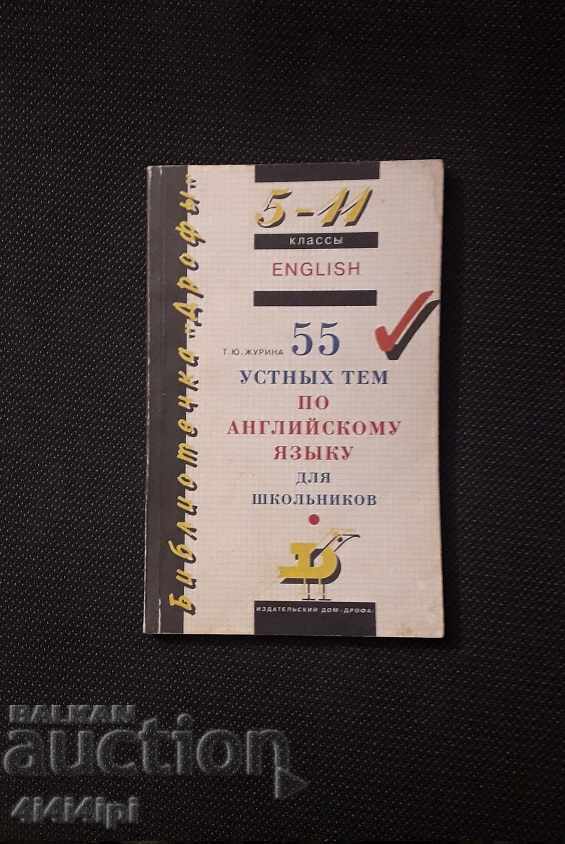 Библиотечка „Дрофы“
5-11
классы
ENGLISH
Т.Ю. ЖУРИНА
55
УСТНЫХ ТЕМ
ПО
АНГЛИЙСКОМУ
ЯЗЫКУ
ДЛЯ
ШКОЛЬНИКОВ
ИЗДАТЕЛЬСКИЙ ДОМ «ДРОФА»
BALKAN
auction
4i4i4ipi